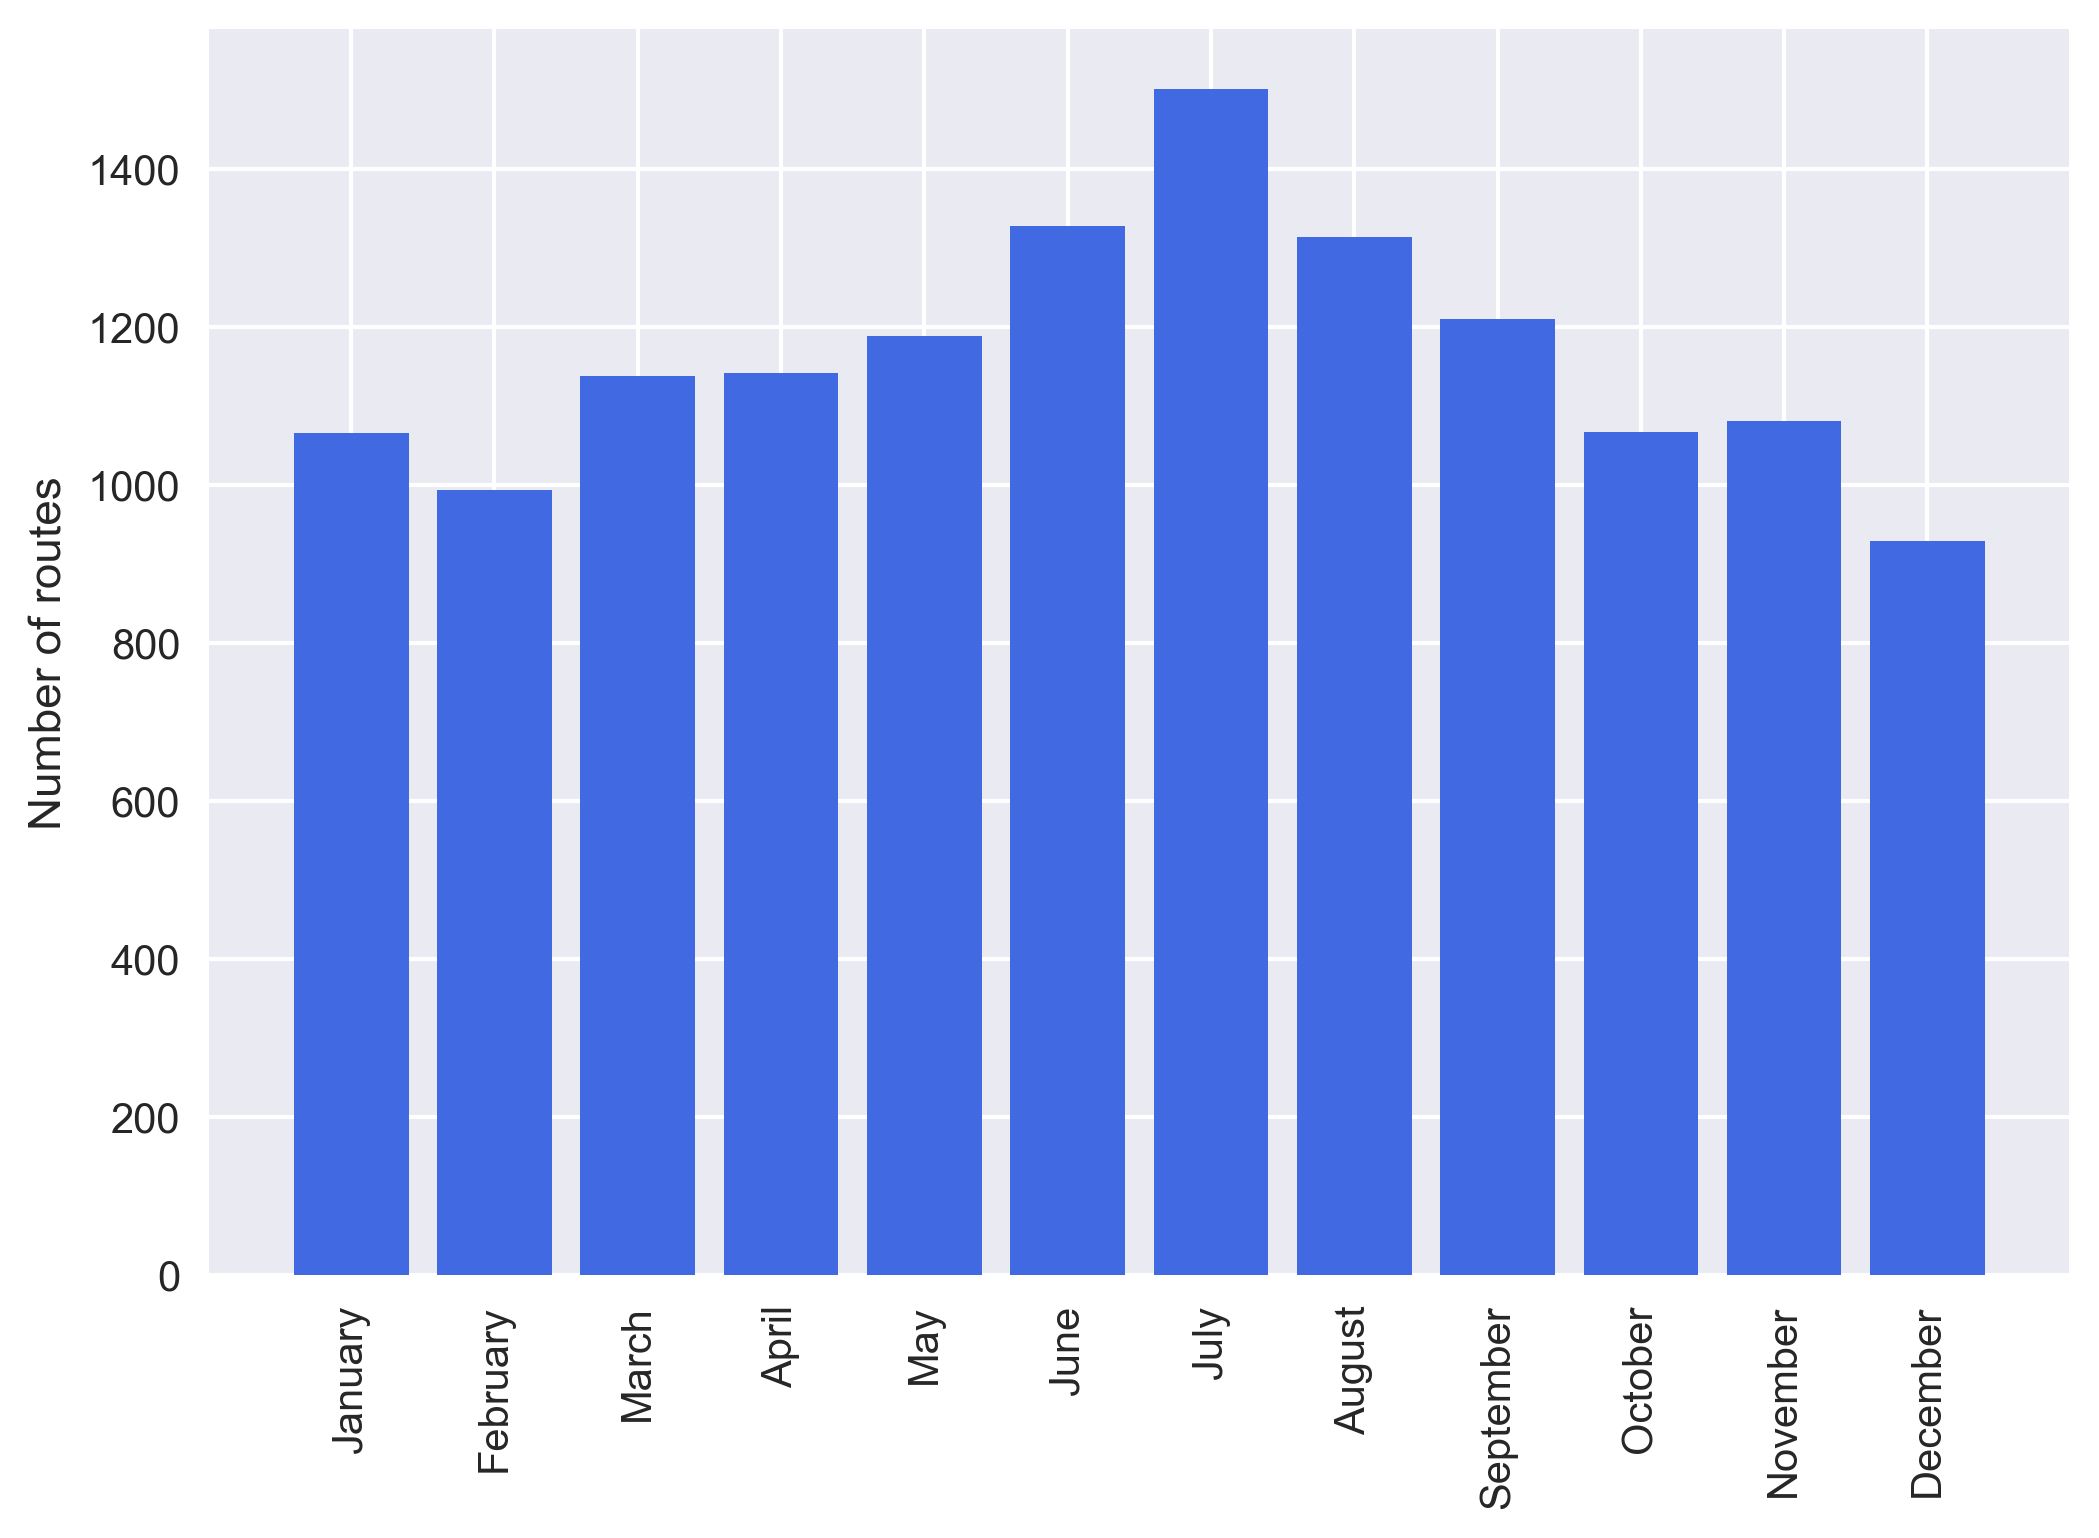 Number of routes
1400
1200
1000
800
600
400
200
0
January
February
March
April
May
June
July
August
September
October
November
December